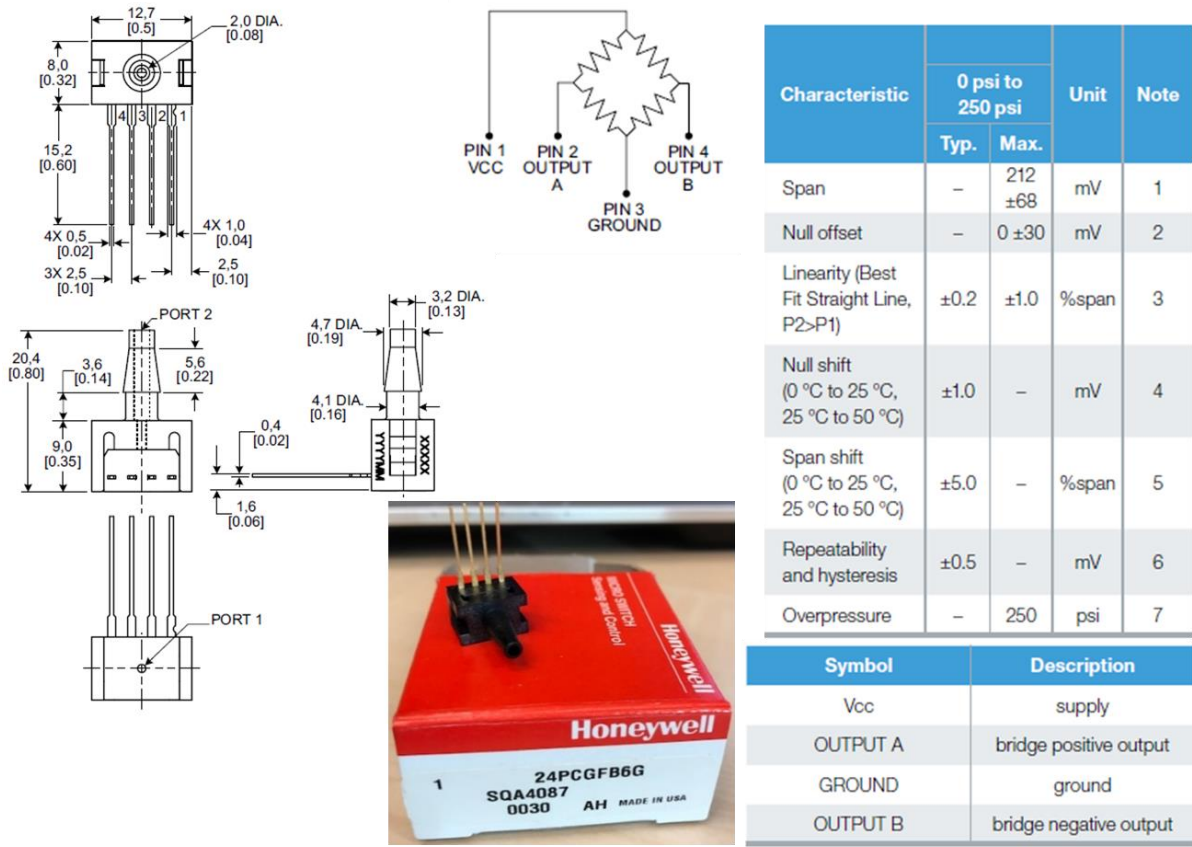 12,7
[0.5]
2,0 DIA.
[0.08]
8,0
[0.32]
4 3 2 1
15,2
[0.60]
4X 0,5
[0.02]
4X 1,0
[0.04]
3X 2,5
[0.10]
2,5
[0.10]
PIN 1
VCC
PIN 2
OUTPUT
A
PIN 4
OUTPUT
B
PIN 3
GROUND
PORT 2
20,4
[0.80]
3,6
[0.14]
5,6
[0.22]
9,0
[0.35]
3,2 DIA.
[0.13]
4,7 DIA.
[0.19]
4,1 DIA.
[0.16]
0,4
[0.02]
1,6
[0.06]
YYYMM
XXXXX
PORT 1
MICRO SWITCH
Sensing and Control
Honeywell
Honeywell
1 24PCGFB6G
SQA4087
0030 AH MADE IN USA
Characteristic 0 psi to 250 psi Unit Note
Typ. Max.
Span – 212 ±68 mV 1
Null offset – 0 ±30 mV 2
Linearity (Best
Fit Straight Line, ±0.2 ±1.0 %span 3
P2>P1)
Null shift
(0 °C to 25 °C, ±1.0 – mV 4
25 °C to 50 °C)
Span shift
(0 °C to 25 °C, ±5.0 – %span 5
25 °C to 50 °C)
Repeatability
and hysteresis ±0.5 – mV 6
Overpressure – 250 psi 7
Symbol Description
Vcc supply
OUTPUT A bridge positive output
GROUND ground
OUTPUT B bridge negative output